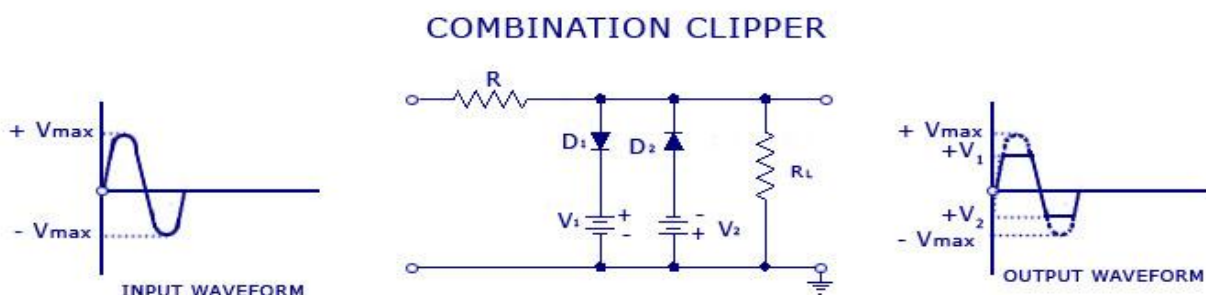 COMBINATION CLIPPER
R
+ Vmax
- Vmax
INPUT WAVEFORM
D1
D2
RL
V1
+
-
-
+
V2
+ Vmax
+V1
+V2
- Vmax
OUTPUT WAVEFORM